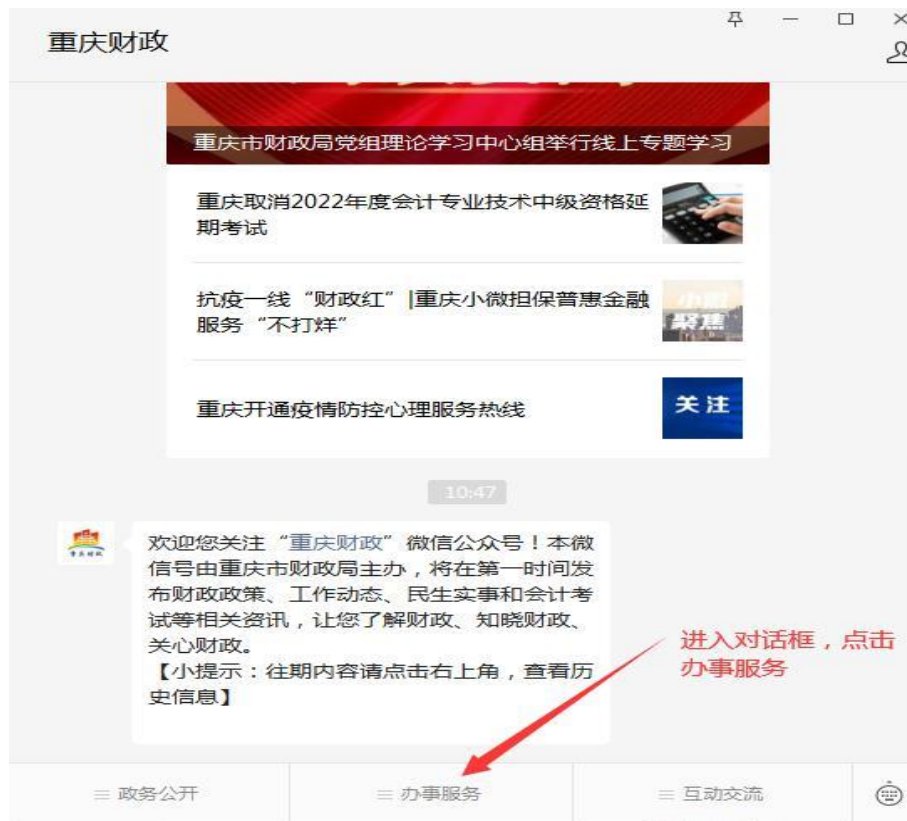 重庆财政
重庆市财政局党组理论学习中心组举行线上专题学习
重庆取消2022年度会计专业技术中级资格延
期考试
抗疫一线“财政红”|重庆小微担保普惠金融
服务“不打烊”
聚焦
重庆开通疫情防控心理服务热线
关注
10:47
欢迎您关注“重庆财政”微信公众号！本微
信号由重庆市财政局主办，将在第一时间发
布财政政策、工作动态、民生实事和会计考
试等相关资讯，让您了解财政、知晓财政、
关心财政。
【小提示：往期内容请点击右上角，查看历
史信息】
进入对话框，点击
办事服务
政务公开
办事服务
互动交流